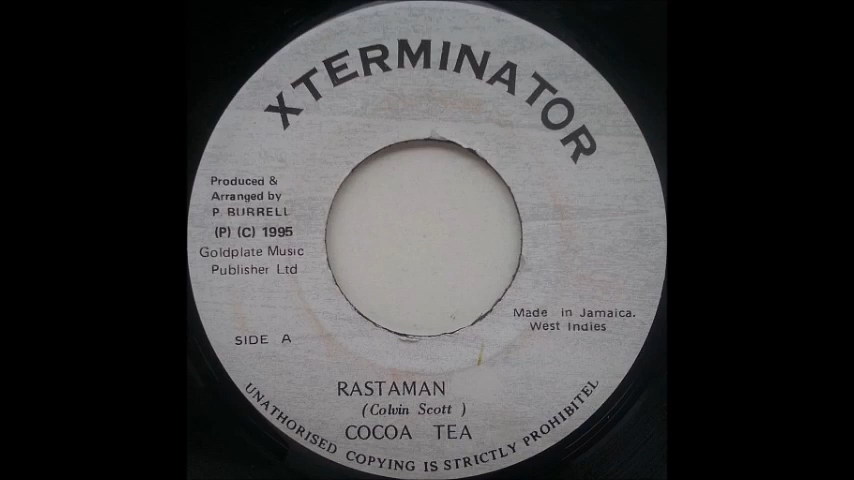 XTERMINATOR
Produced &
Arranged by
P. BURRELL
(P) (C) 1995
Goldplate Music
Publisher Ltd
Made in Jamaica.
West Indies
SIDE A
RASTAMAN
(Colvin Scott )
COCOA TEA
UNATHORISED COPYING IS STRICTLY PROHIBITEL